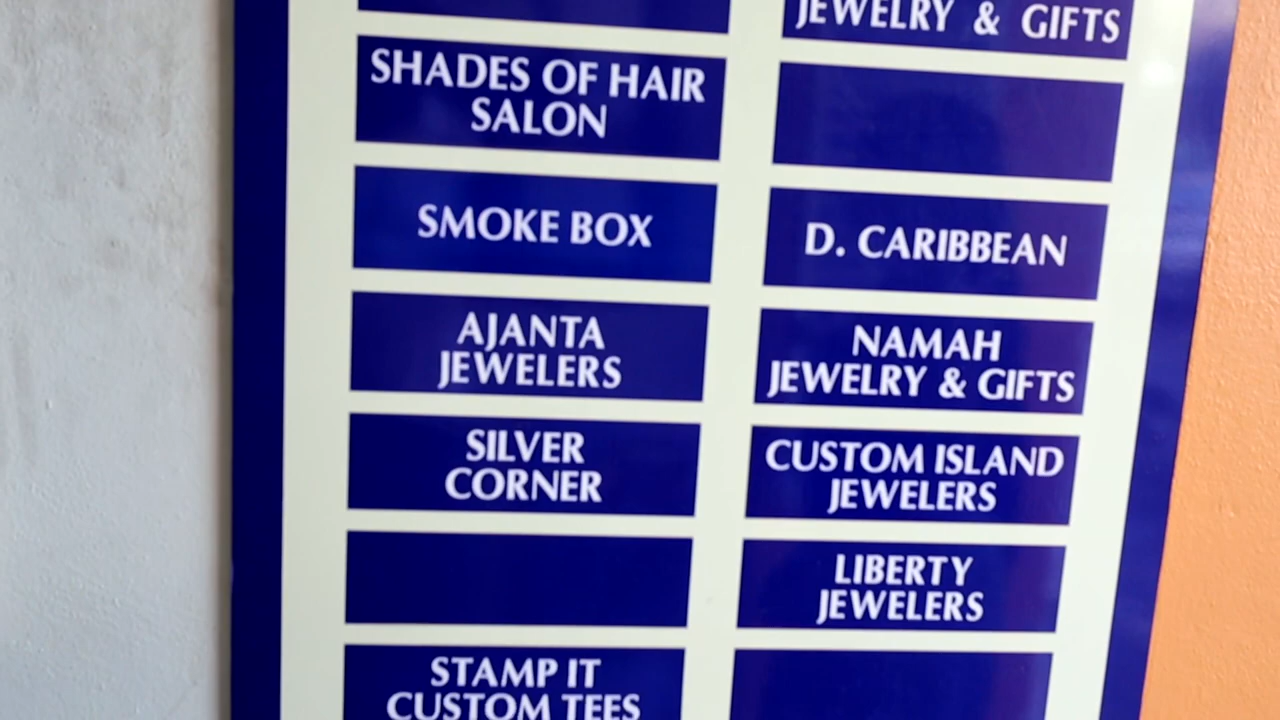 JEWELRY & GIFTS
SHADES OF HAIR
SALON
SMOKE BOX
D. CARIBBEAN
AJANTA
JEWELERS
NAMAH
JEWELRY & GIFTS
SILVER
CORNER
CUSTOM ISLAND
JEWELERS
LIBERTY
JEWELERS
STAMP IT
CUSTOM TEES